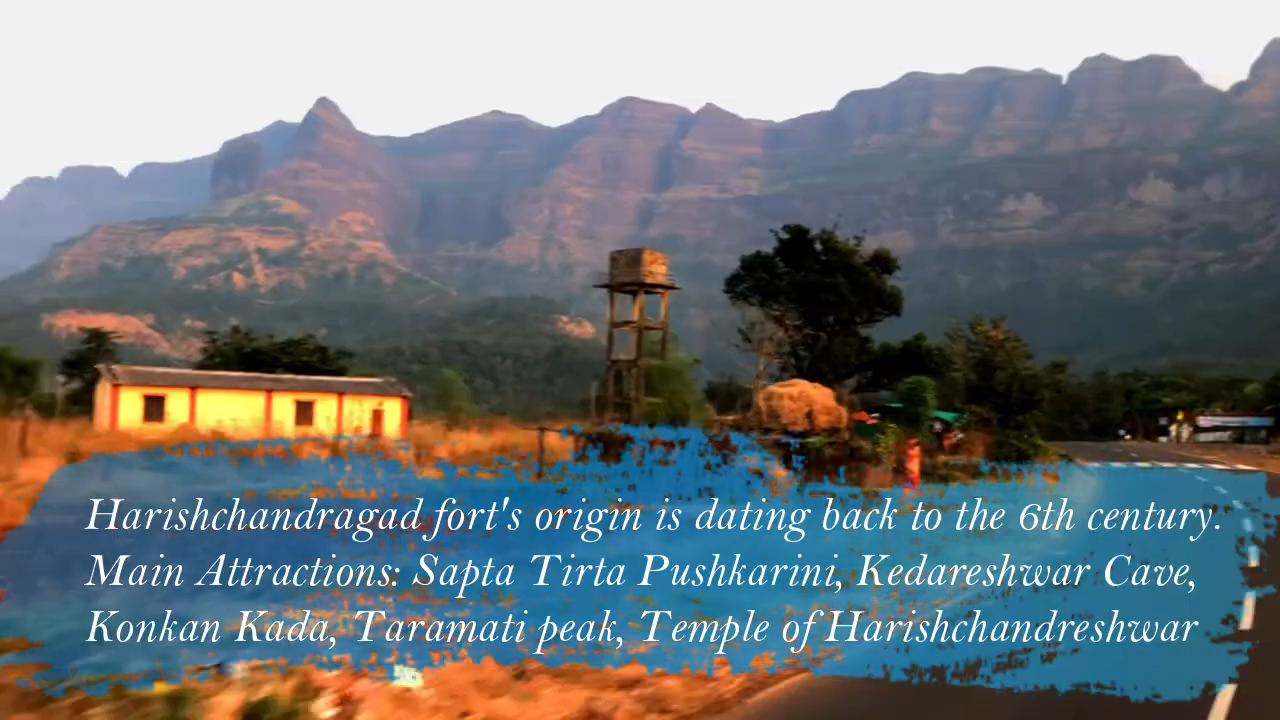 Harishchandragad fort's origin is dating back to the 6th century.
Main Attractions: Sapta Tirta Pushkarini, Kedareshwar Cave,
Konkan Kada, Taramati peak, Temple of Harishchandreshwar